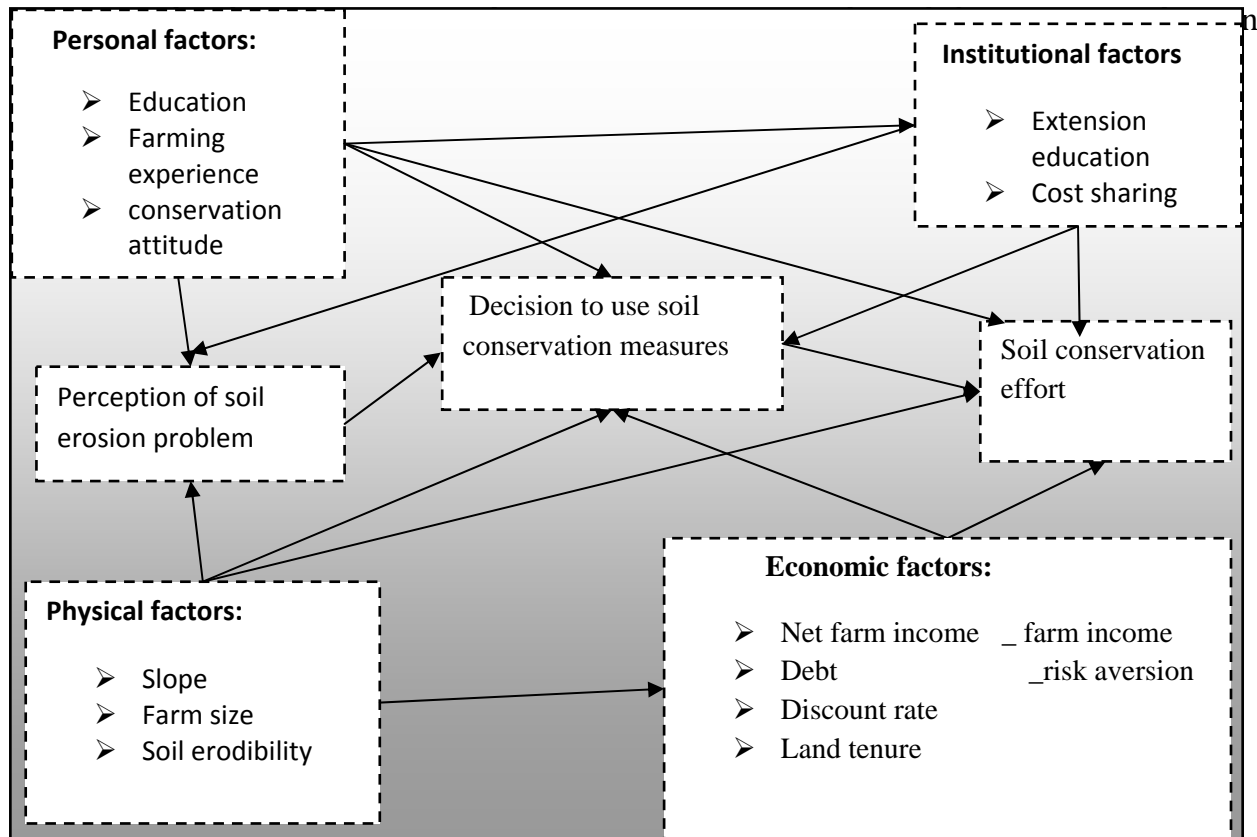 n
Personal factors:
➢ Education
➢ Farming
experience
➢ conservation
attitude
Institutional factors
➢ Extension
education
➢ Cost sharing
Decision to use soil
conservation measures
Soil conservation
effort
Perception of soil
erosion problem
Physical factors:
➢ Slope
➢ Farm size
➢ Soil erodibility
Economic factors:
➢ Net farm income _ farm income
➢ Debt _risk aversion
➢ Discount rate
➢ Land tenure